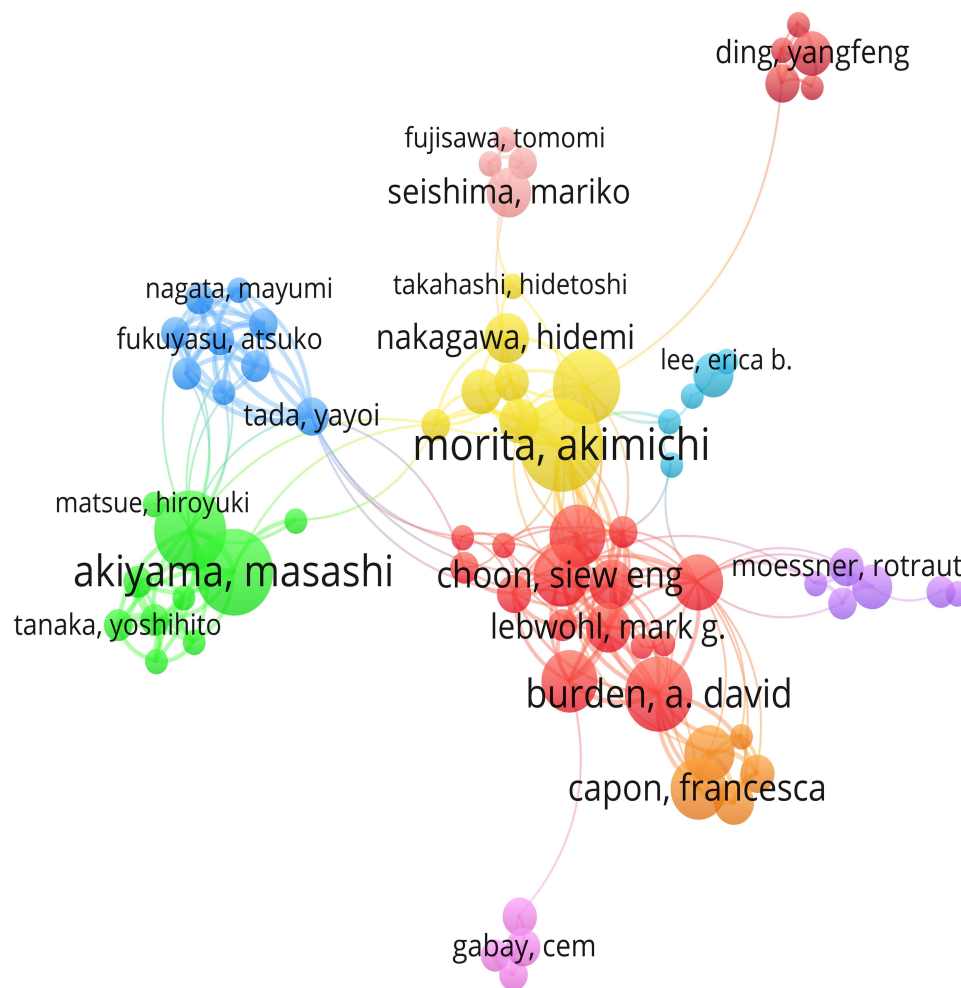 ding, yangfeng
fujisawa, tomomi
seishima, mariko
nagata, mayumi
takahashi, hidetoshi
fukuyasu, atsuko
nakagawa, hidemi
lee, erica b.
tada, yayoi
morita, akimichi
matsue, hiroyuki
akiyama, masashi
choon, siew eng
moessner, rotraut
tanaka, yoshihito
lebwohl, mark g.
burden, a. david
capon, francesca
gabay, cem